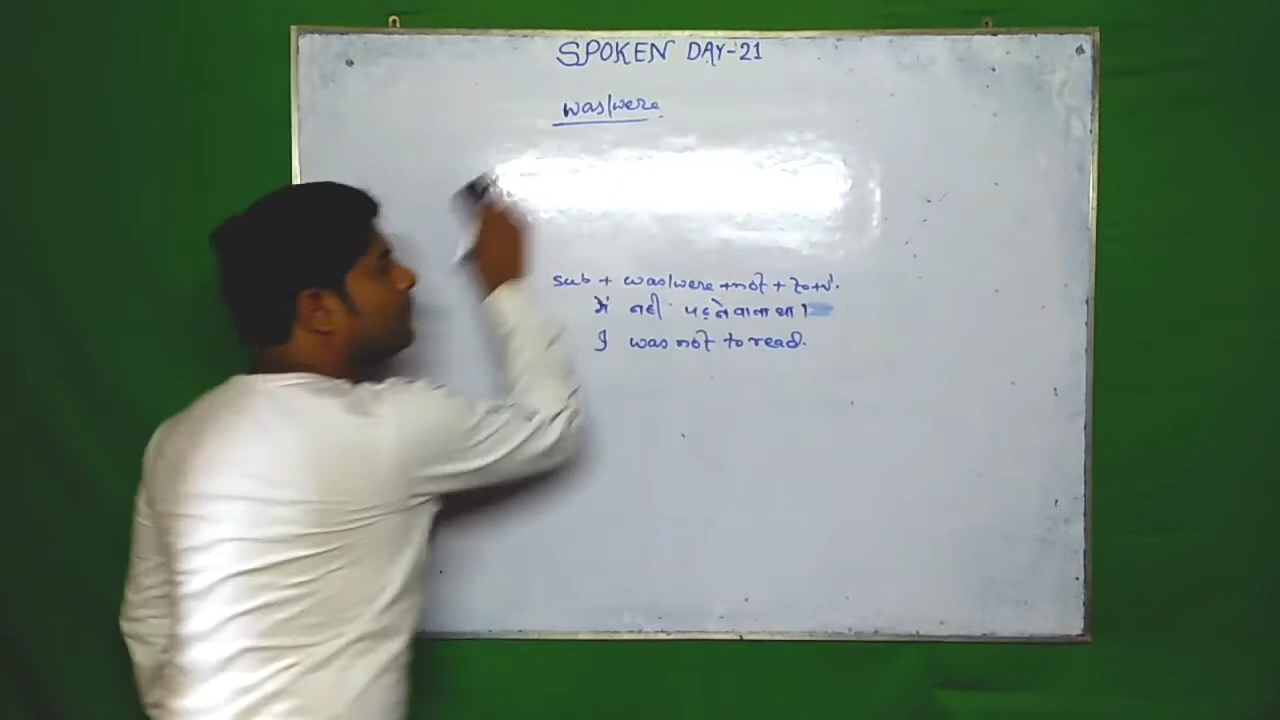 SPOKEN DAY-21
was/were
sub + was/were + not + to + v¹.
मैं नहीं पढ़ने वाला था।
I was not to read.